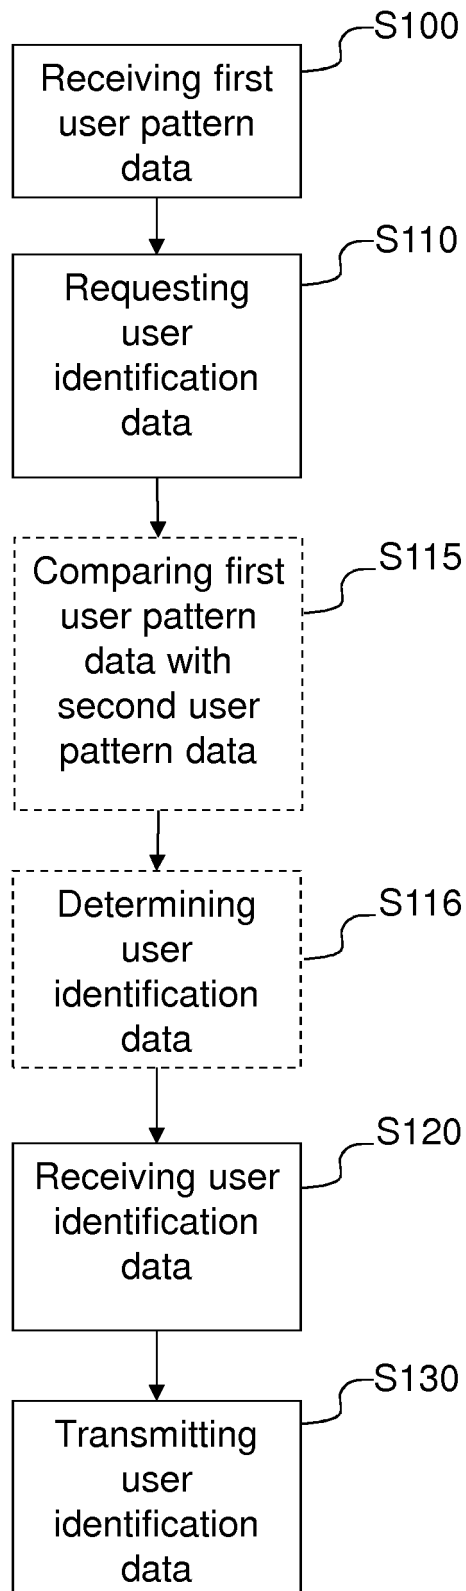 S100
Receiving first
user pattern
data
S110
Requesting
user
identification
data
S115
Comparing first
user pattern
data with
second user
pattern data
S116
Determining
user
identification
data
S120
Receiving user
identification
data
S130
Transmitting
user
identification
data